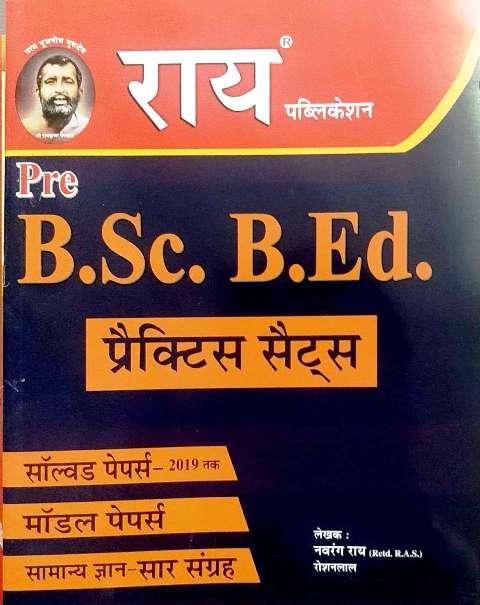 राय®
पब्लिकेशन
Pre
B.Sc. B.Ed.
प्रैक्टिस सैट्स
सॉल्वड पेपर्स- 2019 तक
मॉडल पेपर्स
सामान्य ज्ञान-सार संग्रह
लेखक :
नवरंग राय (Retd. R.A.S.)
रोशनलाल